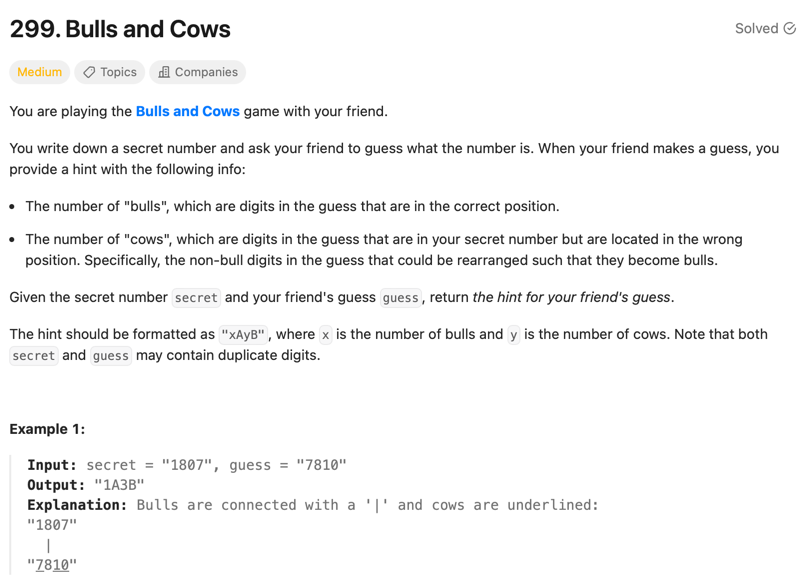 299. Bulls and Cows
Solved
Medium Topics Companies
You are playing the Bulls and Cows game with your friend.
You write down a secret number and ask your friend to guess what the number is. When your friend makes a guess, you
provide a hint with the following info:
• The number of "bulls", which are digits in the guess that are in the correct position.
• The number of "cows", which are digits in the guess that are in your secret number but are located in the wrong
position. Specifically, the non-bull digits in the guess that could be rearranged such that they become bulls.
Given the secret number secret and your friend's guess guess, return the hint for your friend's guess.
The hint should be formatted as "xAyB", where x is the number of bulls and y is the number of cows. Note that both
secret and guess may contain duplicate digits.
Example 1:
Input: secret = "1807", guess = "7810"
Output: "1A3B"
Explanation: Bulls are connected with a '|' and cows are underlined:
"1807"
|
"7810"